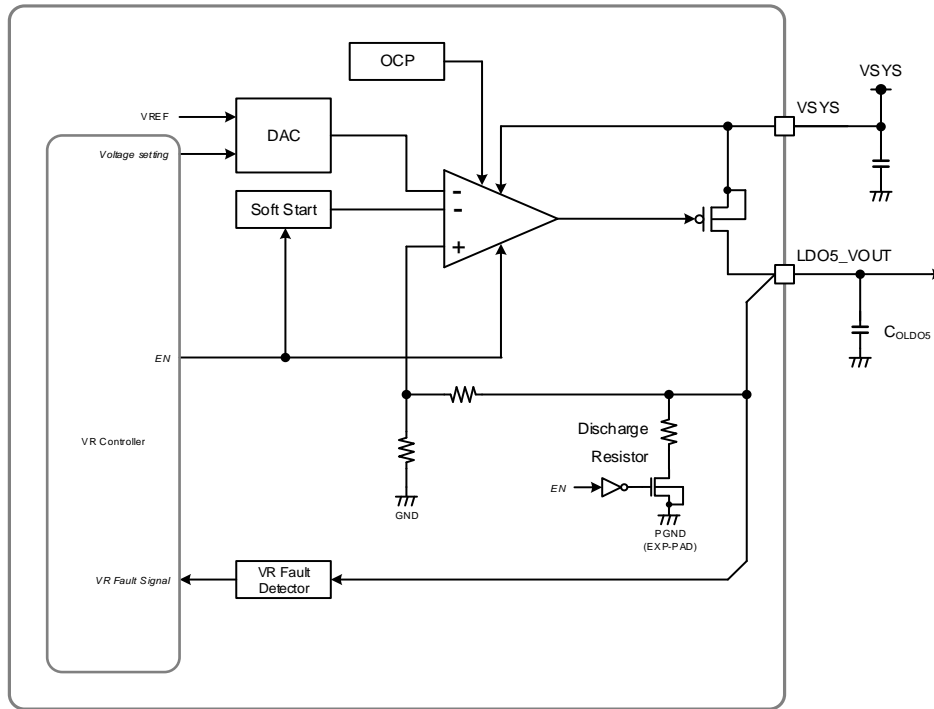 OCP
VSYS
VSYS
VREF
DAC
Voltage setting
-
Soft Start
-
+
LDO5_VOUT
COLDO5
EN
VR Controller
Discharge
Resistor
EN
GND
PGND
(EXP-PAD)
VR Fault Signal
VR Fault
Detector